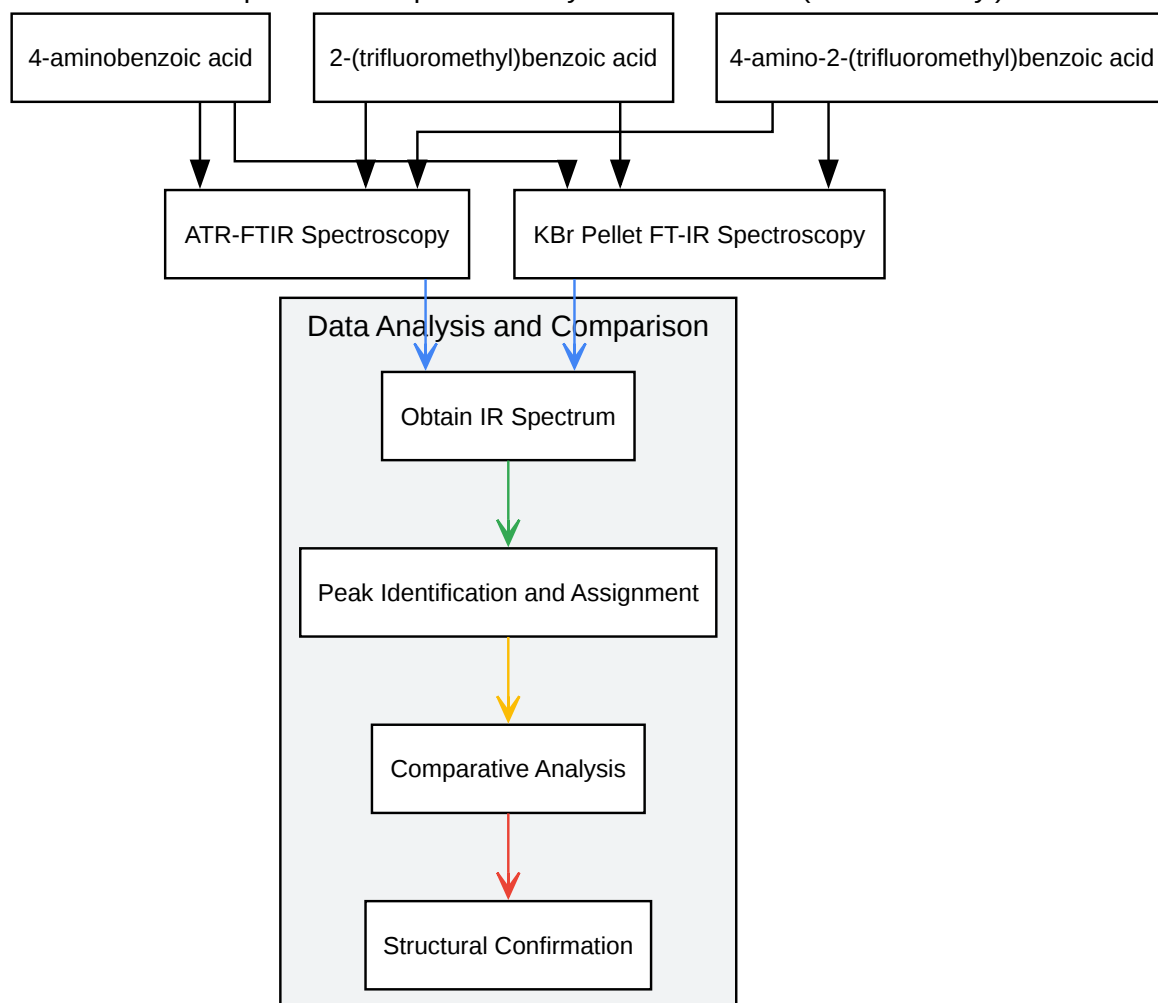 4-aminobenzoic acid
2-(trifluoromethyl)benzoic acid
4-amino-2-(trifluoromethyl)benzoic acid
ATR-FTIR Spectroscopy
KBr Pellet FT-IR Spectroscopy
Data Analysis and Comparison
Obtain IR Spectrum
Peak Identification and Assignment
Comparative Analysis
Structural Confirmation